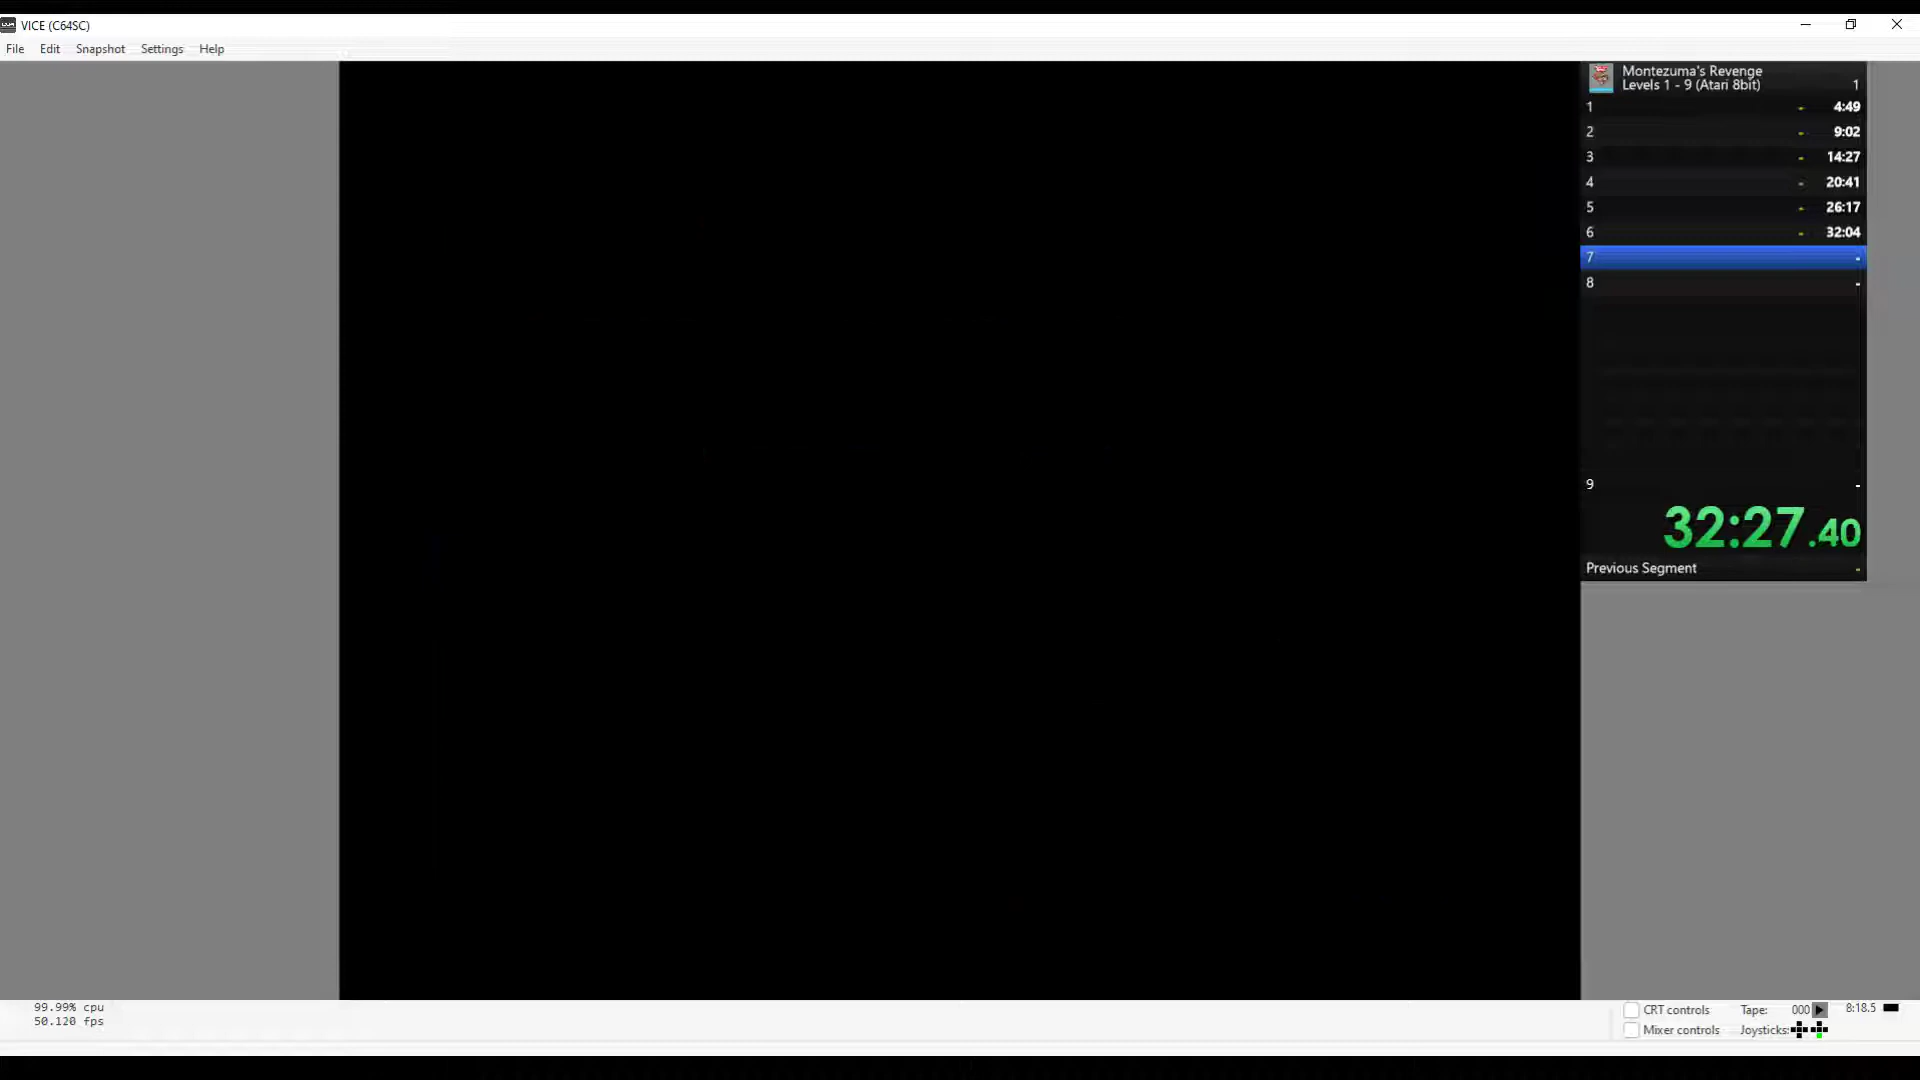 VICE (C64SC)
File Edit Snapshot Settings Help
Montezuma's Revenge
Levels 1 - 9 (Atari 8bit) 1
1 - 4:49
2 - 9:02
3 - 14:27
4 - 20:41
5 - 26:17
6 - 32:04
7 -
8 -
9 -
32:27.40
Previous Segment -
99.99% cpu
50.120 fps
CRT controls Tape: 000 8:18.5
Mixer controls Joysticks: